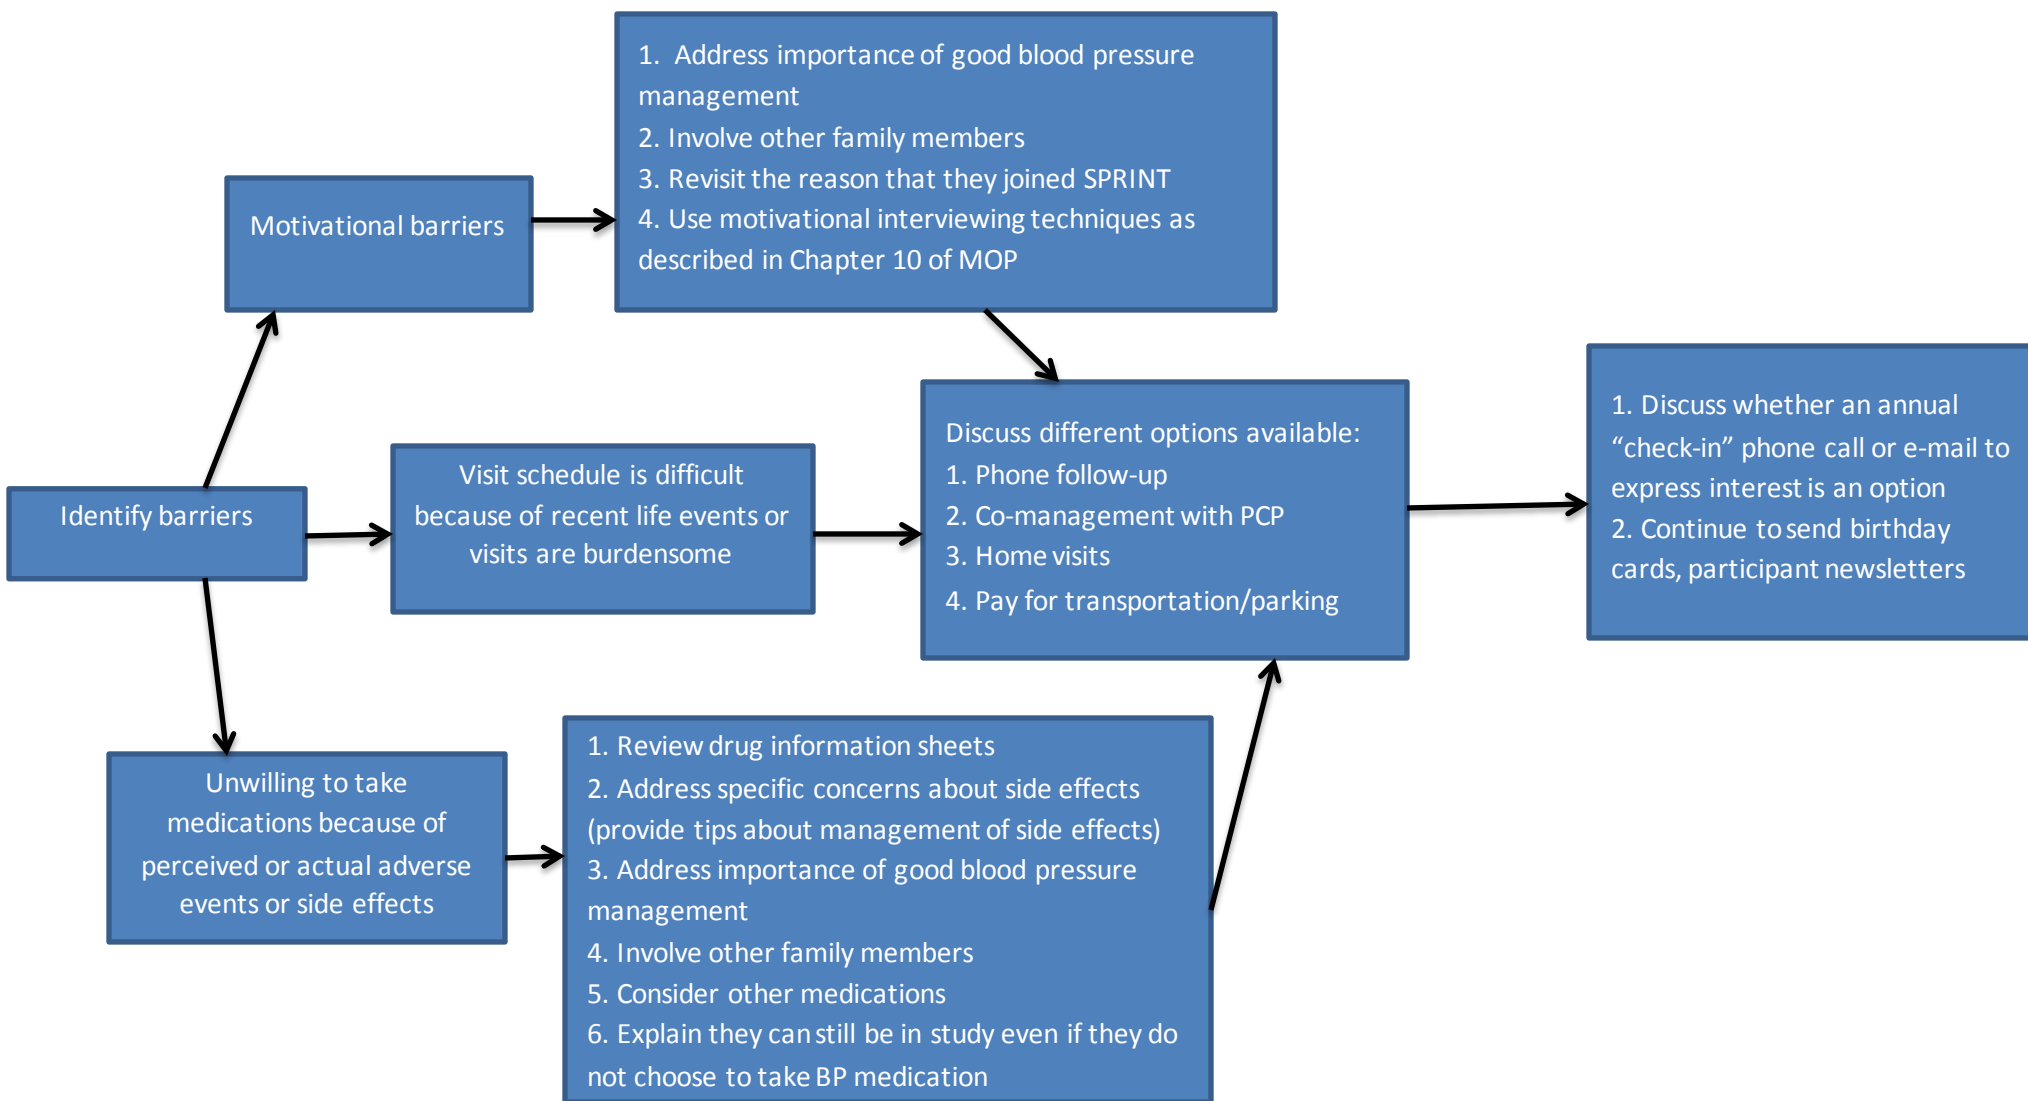 1. Address importance of good blood pressure
management
2. Involve other family members
3. Revisit the reason that they joined SPRINT
4. Use motivational interviewing techniques as
described in Chapter 10 of MOP
Motivational barriers
Identify barriers
Visit schedule is difficult
because of recent life events or
visits are burdensome
Discuss different options available:
1. Phone follow-up
2. Co-management with PCP
3. Home visits
4. Pay for transportation/parking
1. Discuss whether an annual
“check-in” phone call or e-mail to
express interest is an option
2. Continue to send birthday
cards, participant newsletters
Unwilling to take
medications because of
perceived or actual adverse
events or side effects
1. Review drug information sheets
2. Address specific concerns about side effects
(provide tips about management of side effects)
3. Address importance of good blood pressure
management
4. Involve other family members
5. Consider other medications
6. Explain they can still be in study even if they do
not choose to take BP medication